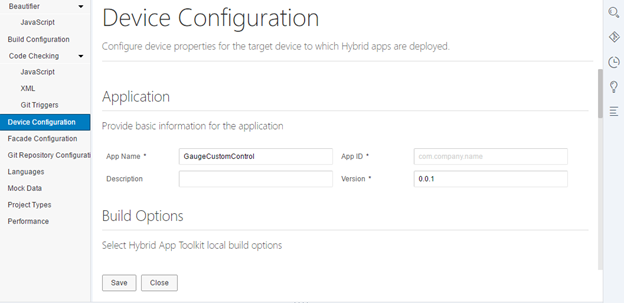 Beautifier
JavaScript
Build Configuration
Code Checking
JavaScript
XML
Git Triggers
Device Configuration
Facade Configuration
Git Repository Configurati
Languages
Mock Data
Project Types
Performance
Device Configuration
Configure device properties for the target device to which Hybrid apps are deployed.
Application
Provide basic information for the application
App Name * GaugeCustomControl App ID * com.company.name
Description Version * 0.0.1
Build Options
Select Hybrid App Toolkit local build options
Save Close